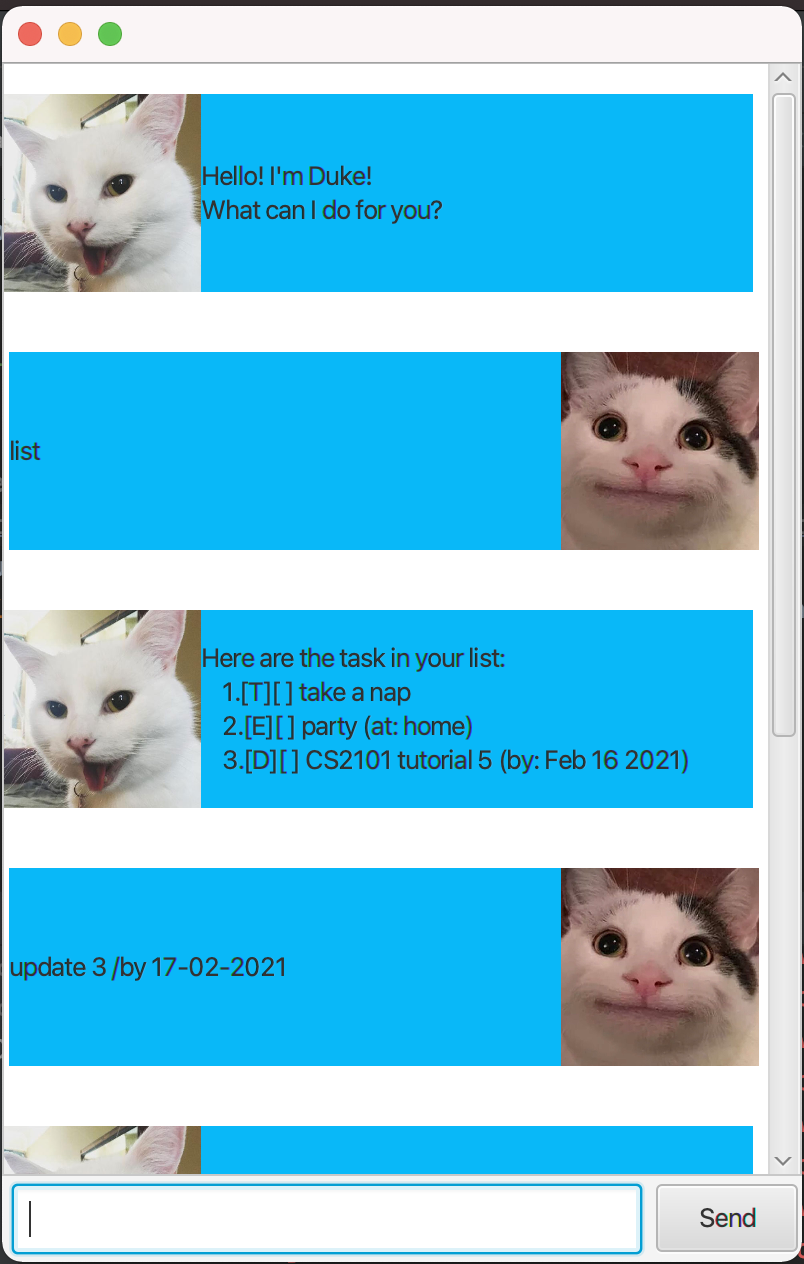 Hello! I'm Duke!
What can I do for you?
list
Here are the task in your list:
1.[T][ ] take a nap
2.[E][ ] party (at: home)
3.[D][ ] CS2101 tutorial 5 (by: Feb 16 2021)
update 3 /by 17-02-2021
Send